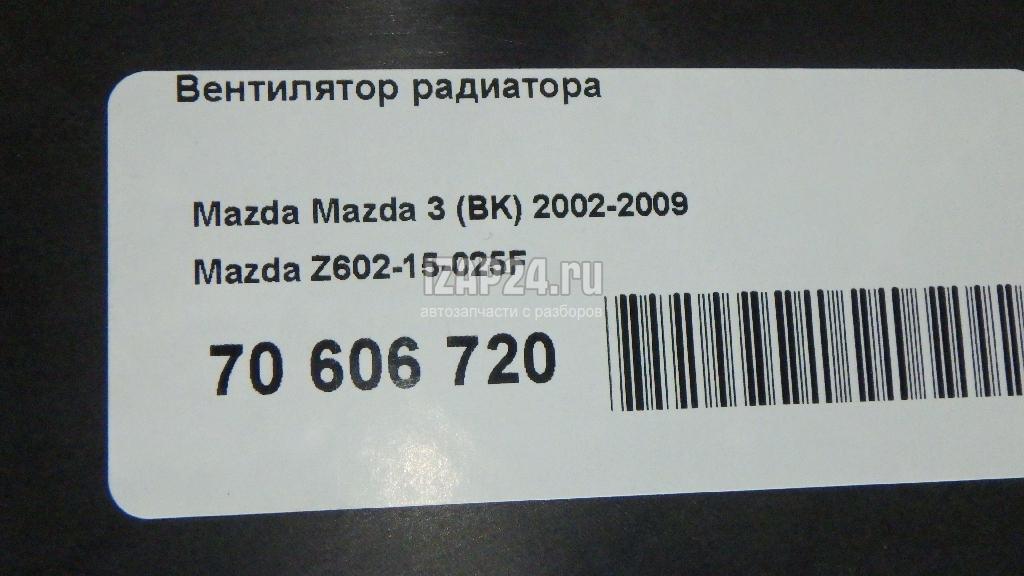 Вентилятор радиатора
Mazda Mazda 3 (BK) 2002-2009
Mazda Z602-15-025F
iZAP24.ru
автозапчасти с разборов
70 606 720